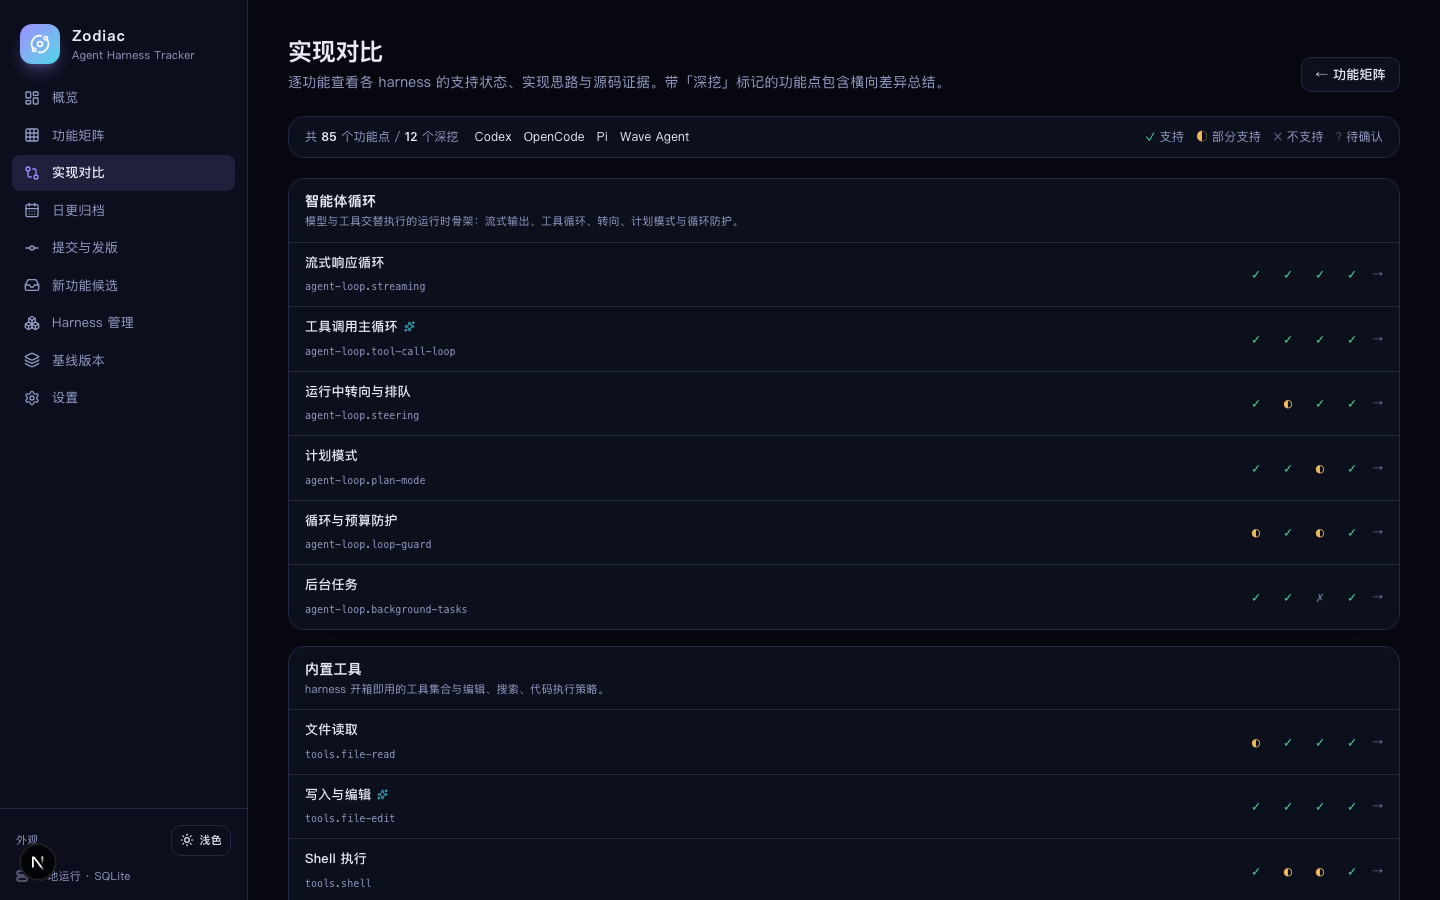 Zodiac
Agent Harness Tracker
概览
功能矩阵
实现对比
日更归档
提交与发版
新功能候选
Harness 管理
基线版本
设置
外观
浅色
地运行 · SQLite
实现对比
逐功能查看各 harness 的支持状态、实现思路与源码证据。带「深挖」标记的功能点包含横向差异总结。
← 功能矩阵
共 85 个功能点 / 12 个深挖 Codex OpenCode Pi Wave Agent ✓ 支持 ◐ 部分支持 ✕ 不支持 ? 待确认
智能体循环
模型与工具交替执行的运行时骨架：流式输出、工具循环、转向、计划模式与循环防护。
流式响应循环
agent-loop.streaming
✓ ✓ ✓ ✓ →
工具调用主循环
agent-loop.tool-call-loop
✓ ✓ ✓ ✓ →
运行中转向与排队
agent-loop.steering
✓ ◐ ✓ ✓ →
计划模式
agent-loop.plan-mode
✓ ✓ ◐ ✓ →
循环与预算防护
agent-loop.loop-guard
◐ ✓ ◐ ✓ →
后台任务
agent-loop.background-tasks
✓ ✓ ✗ ✓ →
内置工具
harness 开箱即用的工具集合与编辑、搜索、代码执行策略。
文件读取
tools.file-read
◐ ✓ ✓ ✓ →
写入与编辑
tools.file-edit
✓ ✓ ✓ ✓ →
Shell 执行
tools.shell
✓ ◐ ◐ ✓ →